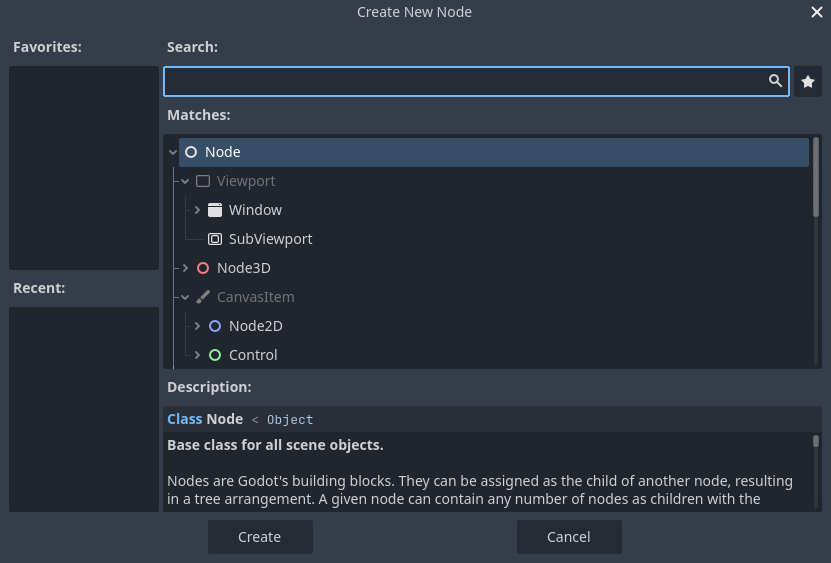 Create New Node
Favorites:
Search:
Matches:
Node
Viewport
Window
SubViewport
Node3D
CanvasItem
Node2D
Control
Recent:
Description:
Class Node < Object
Base class for all scene objects.
Nodes are Godot's building blocks. They can be assigned as the child of another node, resulting
in a tree arrangement. A given node can contain any number of nodes as children with the
Create
Cancel